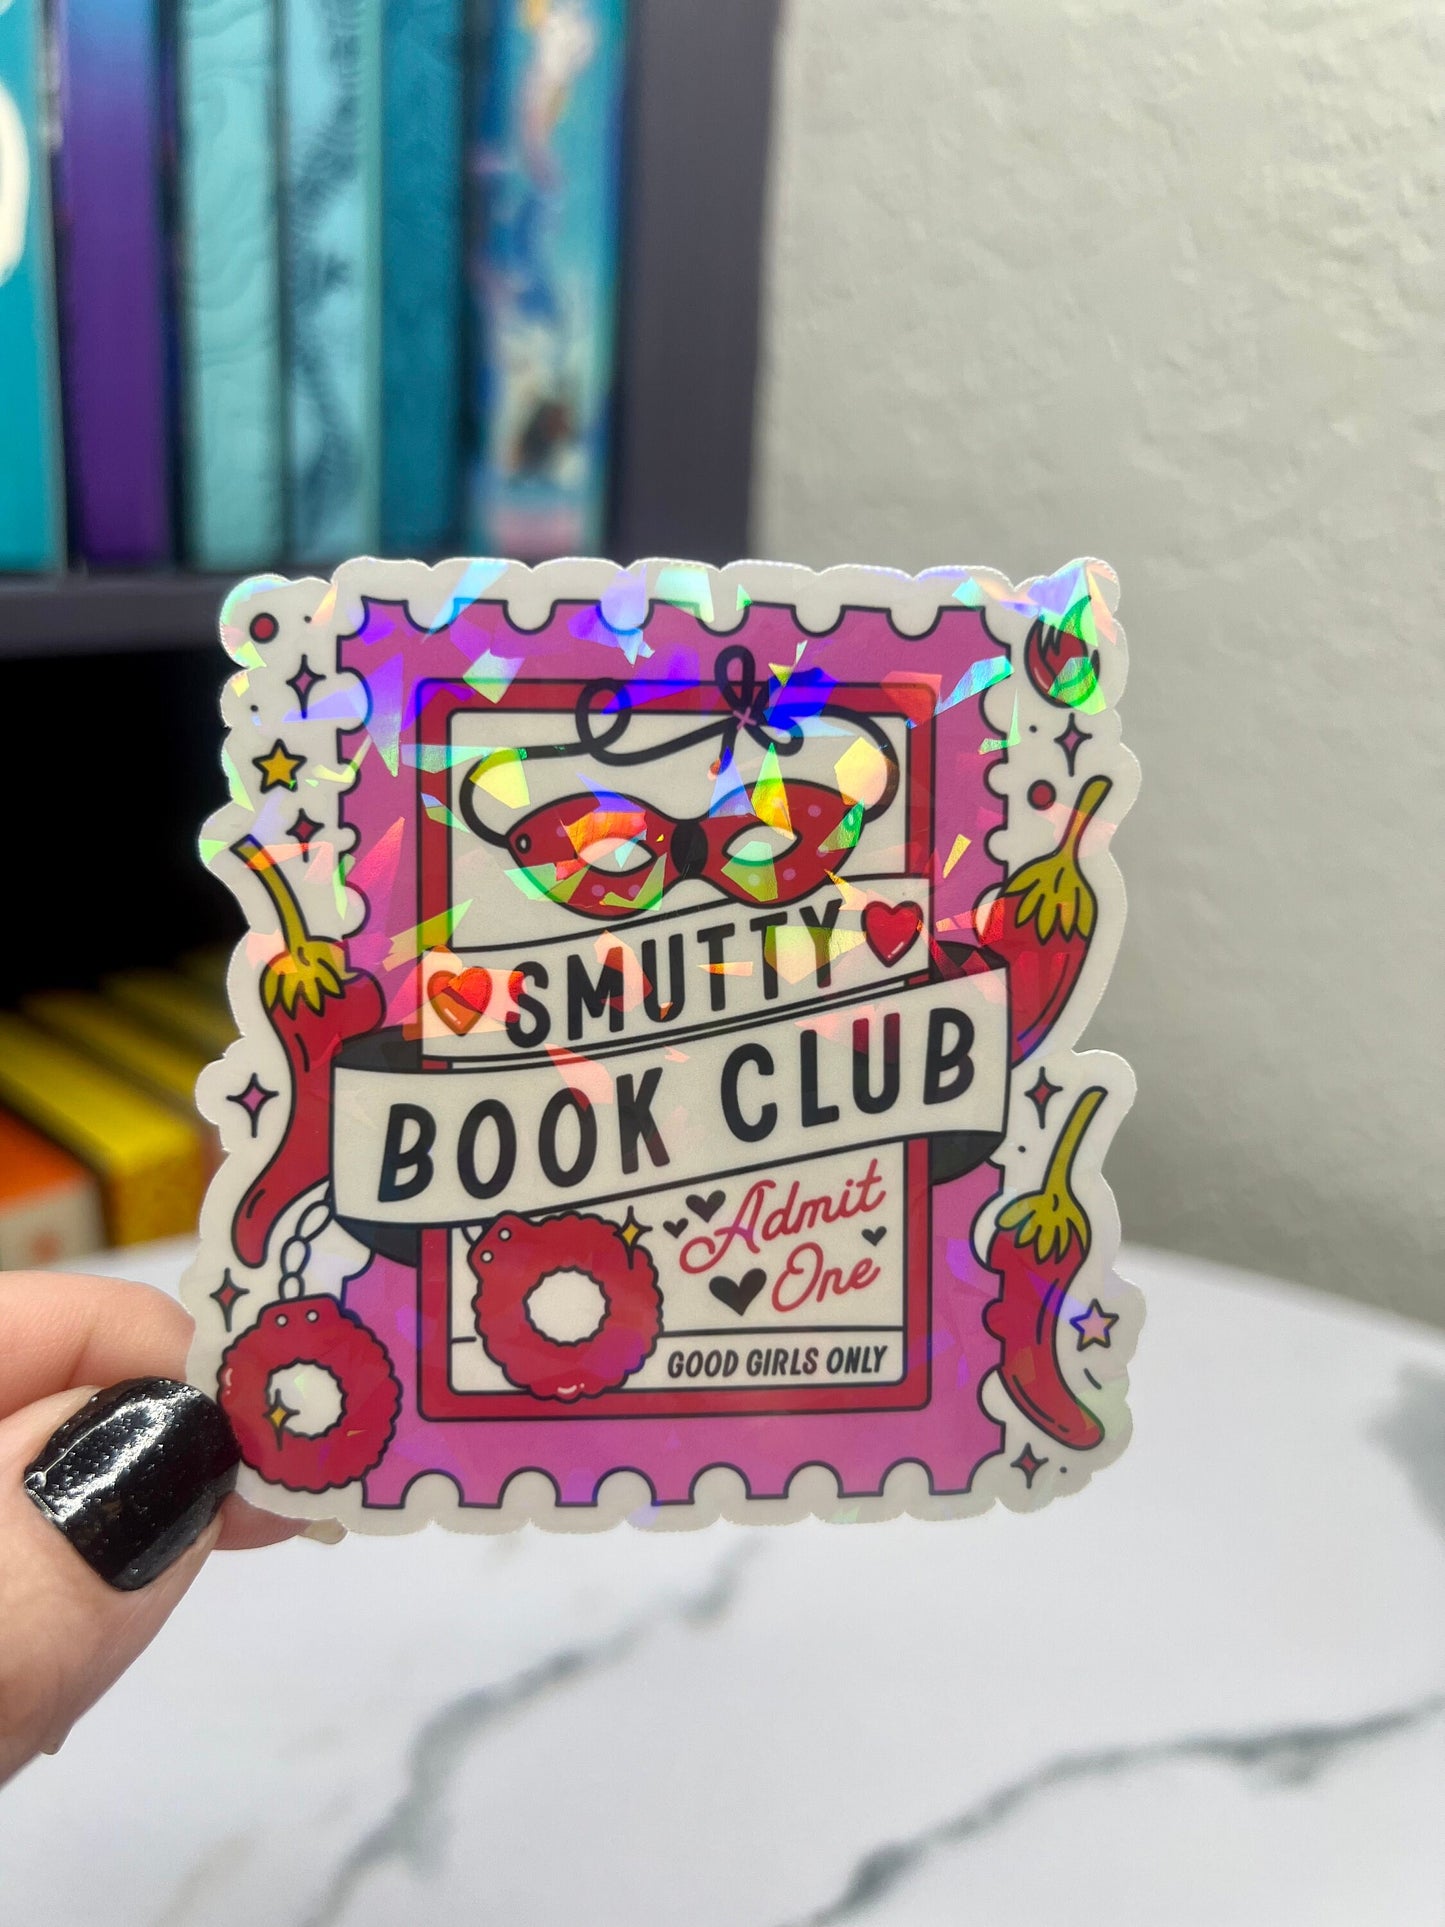 SMUTTY
BOOK CLUB
Admit
One
GOOD GIRLS ONLY